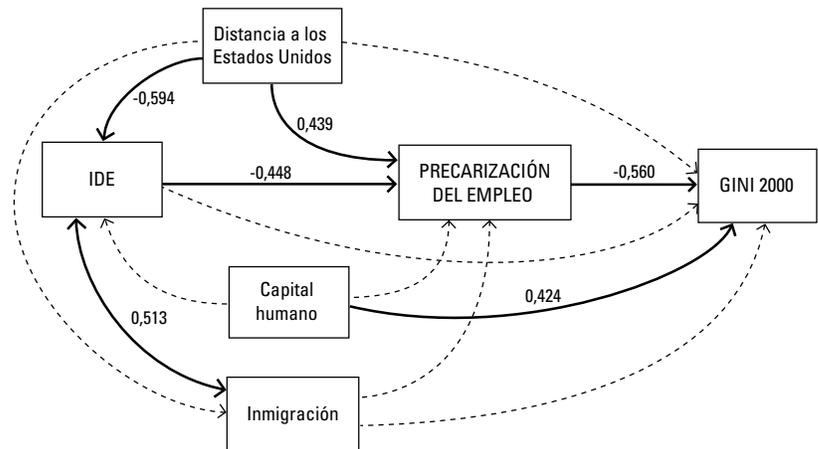 Distancia a los
Estados Unidos
-0,594
0,439
IDE
-0,448
PRECARIZACIÓN
DEL EMPLEO
-0,560
GINI 2000
Capital
humano
0,424
0,513
Inmigración